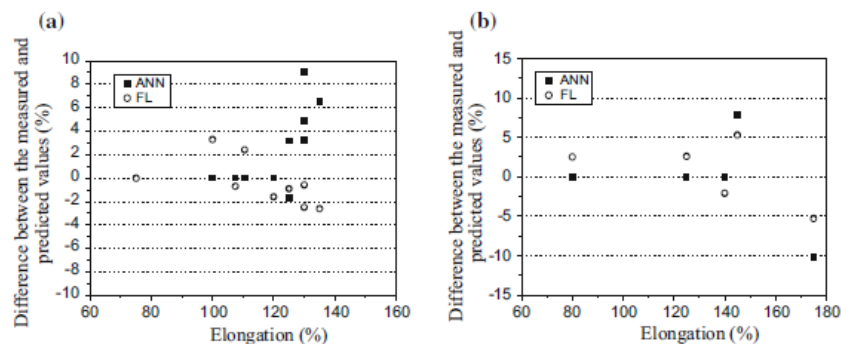 (a)
Difference between the measured and
predicted values (%)
10
8
6
4
2
0
-2
-4
-6
-8
-10
ANN
FL
60 80 100 120 140 160
Elongation (%)
(b)
Difference between the measured and
predicted values (%)
15
10
5
0
-5
-10
-15
ANN
FL
60 80 100 120 140 160 180
Elongation (%)